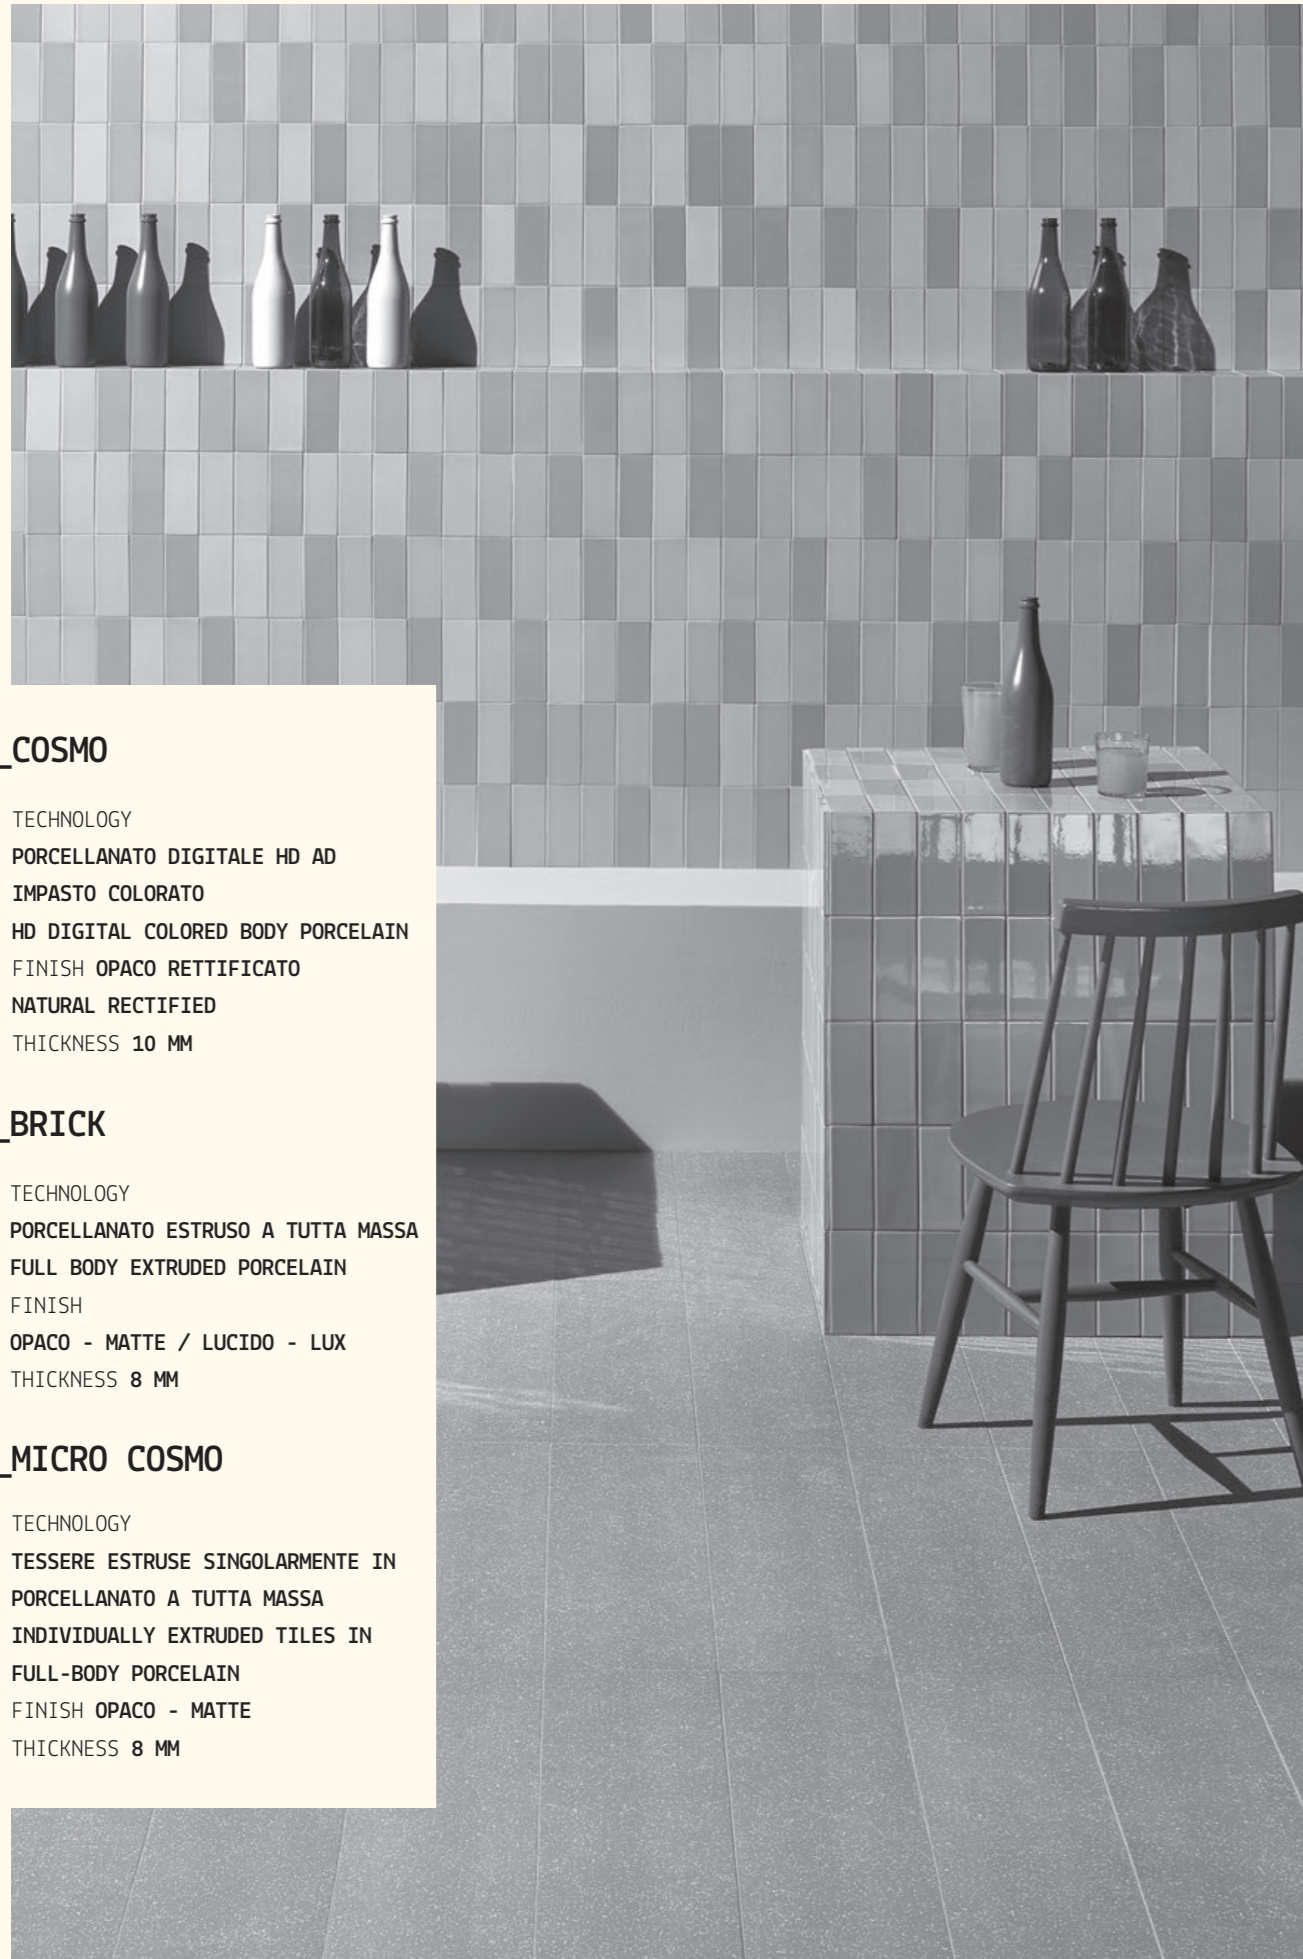 _COSMO
TECHNOLOGY
PORCELLANATO DIGITALE HD AD
IMPASTO COLORATO
HD DIGITAL COLORED BODY PORCELAIN
FINISH OPACO RETTIFICATO
NATURAL RECTIFIED
THICKNESS 10 MM
_BRICK
TECHNOLOGY
PORCELLANATO ESTRUSO A TUTTA MASSA
FULL BODY EXTRUDED PORCELAIN
FINISH
OPACO - MATTE / LUCIDO - LUX
THICKNESS 8 MM
_MICRO COSMO
TECHNOLOGY
TESSERE ESTRUSE SINGOLARMENTE IN
PORCELLANATO A TUTTA MASSA
INDIVIDUALLY EXTRUDED TILES IN
FULL-BODY PORCELAIN
FINISH OPACO - MATTE
THICKNESS 8 MM